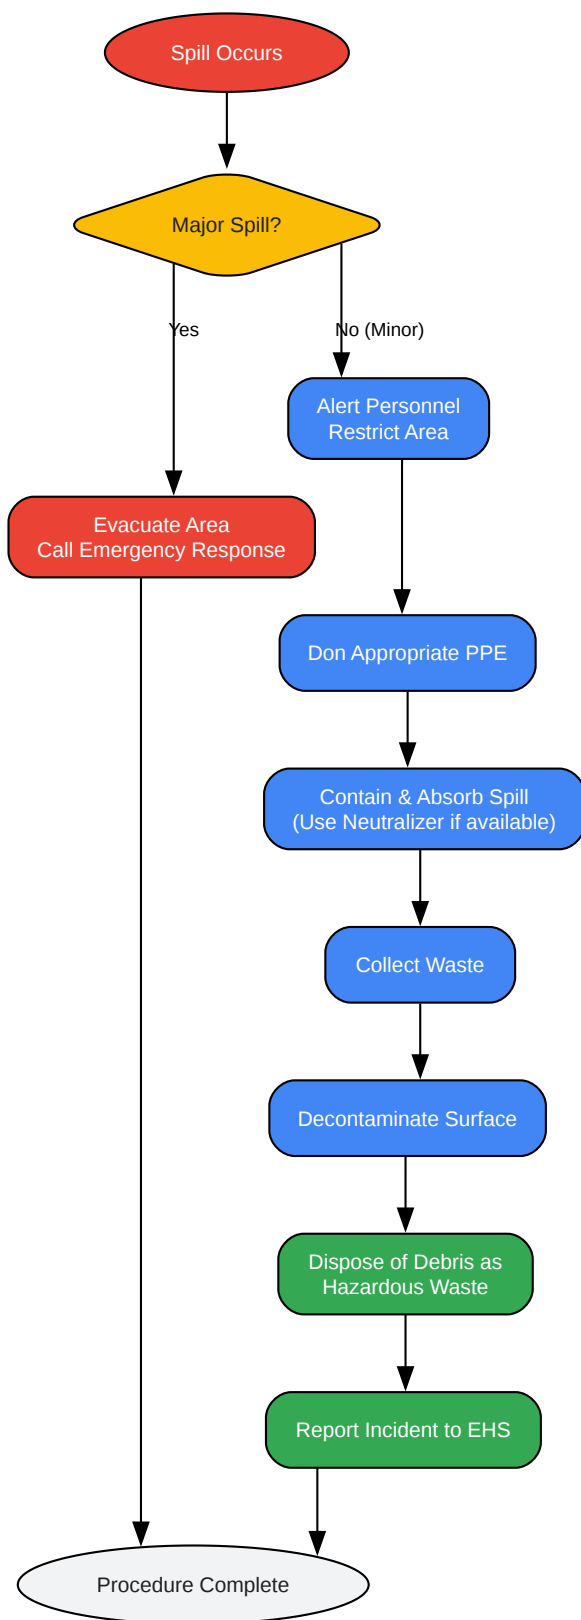 Spill Occurs
Major Spill?
Yes
No (Minor)
Alert Personnel
Restrict Area
Evacuate Area
Call Emergency Response
Don Appropriate PPE
Contain & Absorb Spill
(Use Neutralizer if available)
Collect Waste
Decontaminate Surface
Dispose of Debris as
Hazardous Waste
Report Incident to EHS
Procedure Complete